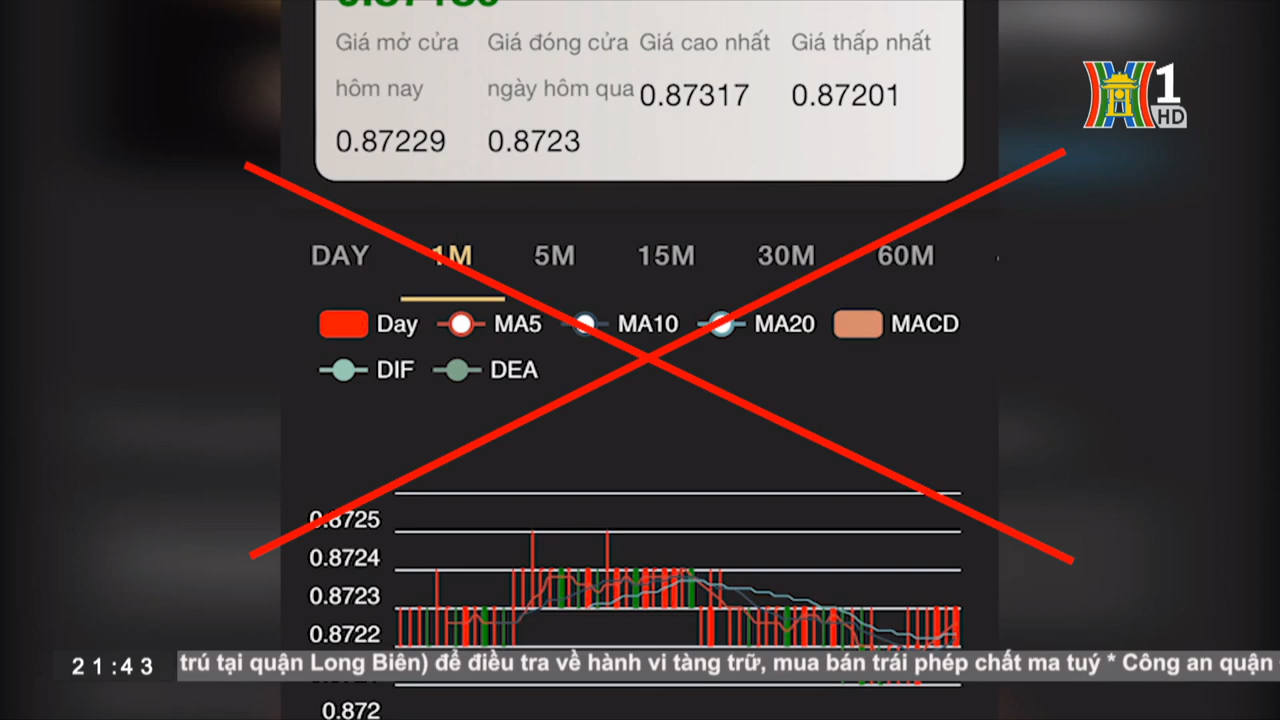 Giá mở cửa hôm nay 0.87229
Giá đóng cửa ngày hôm qua 0.8723
Giá cao nhất 0.87317
Giá thấp nhất 0.87201
1
HD
DAY 1M 5M 15M 30M 60M
Day MA5 MA10 MA20 MACD
DIF DEA
0.8725
0.8724
0.8723
0.8722
21:43 trú tại quận Long Biên) để điều tra về hành vi tàng trữ, mua bán trái phép chất ma tuý * Công an quận
0.872